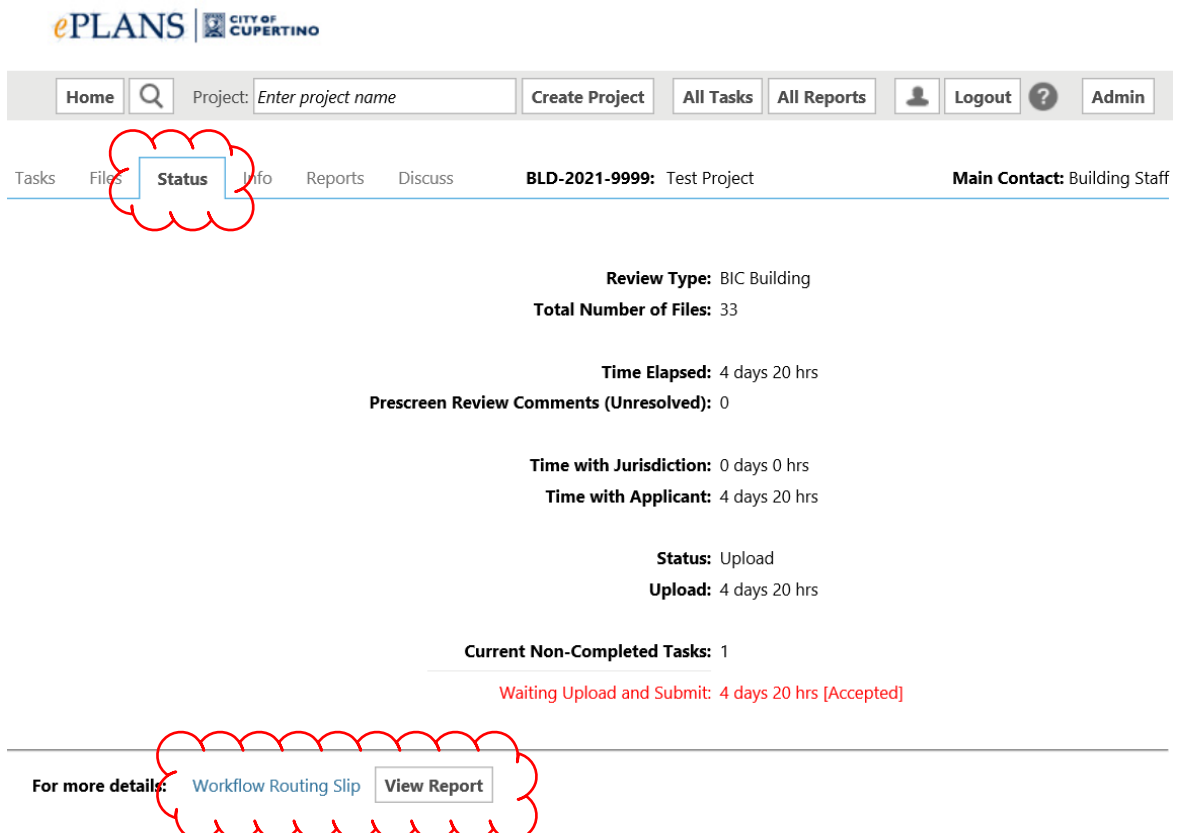 ePLANS CITY OF CUPERTINO
Home Project: Enter project name Create Project All Tasks All Reports Logout ? Admin
Tasks Files Status Info Reports Discuss BLD-2021-9999: Test Project Main Contact: Building Staff
Review Type: BIC Building
Total Number of Files: 33
Time Elapsed: 4 days 20 hrs
Prescreen Review Comments (Unresolved): 0
Time with Jurisdiction: 0 days 0 hrs
Time with Applicant: 4 days 20 hrs
Status: Upload
Upload: 4 days 20 hrs
Current Non-Completed Tasks: 1
Waiting Upload and Submit: 4 days 20 hrs [Accepted]
For more details: Workflow Routing Slip View Report